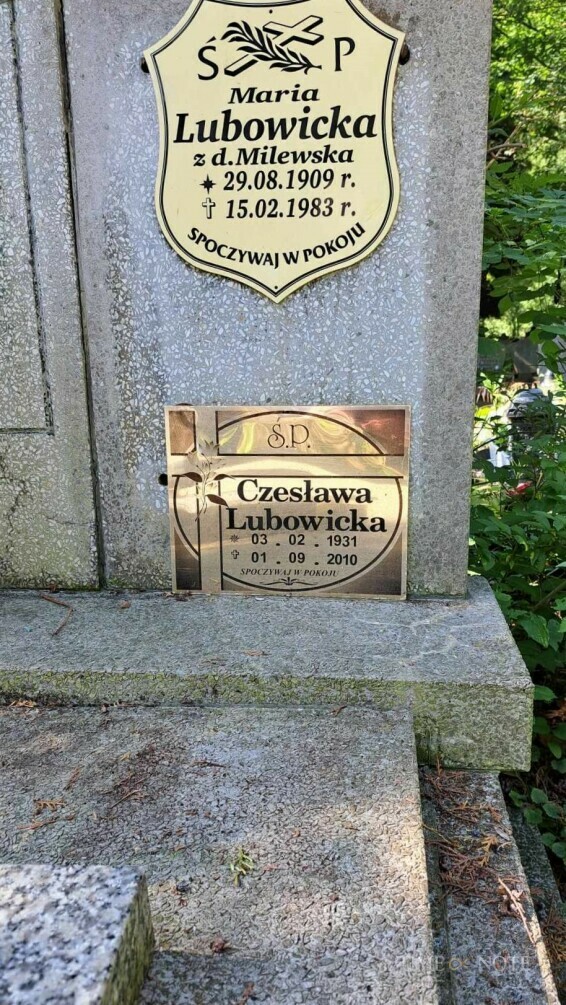 Ś P
Maria
Lubowicka
z d. Milewska
29.08.1909 r.
15.02.1983 r.
SPOCZYWAJ W POKOJU
Ś.P.
Czesława
Lubowicka
03 . 02 . 1931
01 . 09 . 2010
SPOCZYWAJ W POKOJU